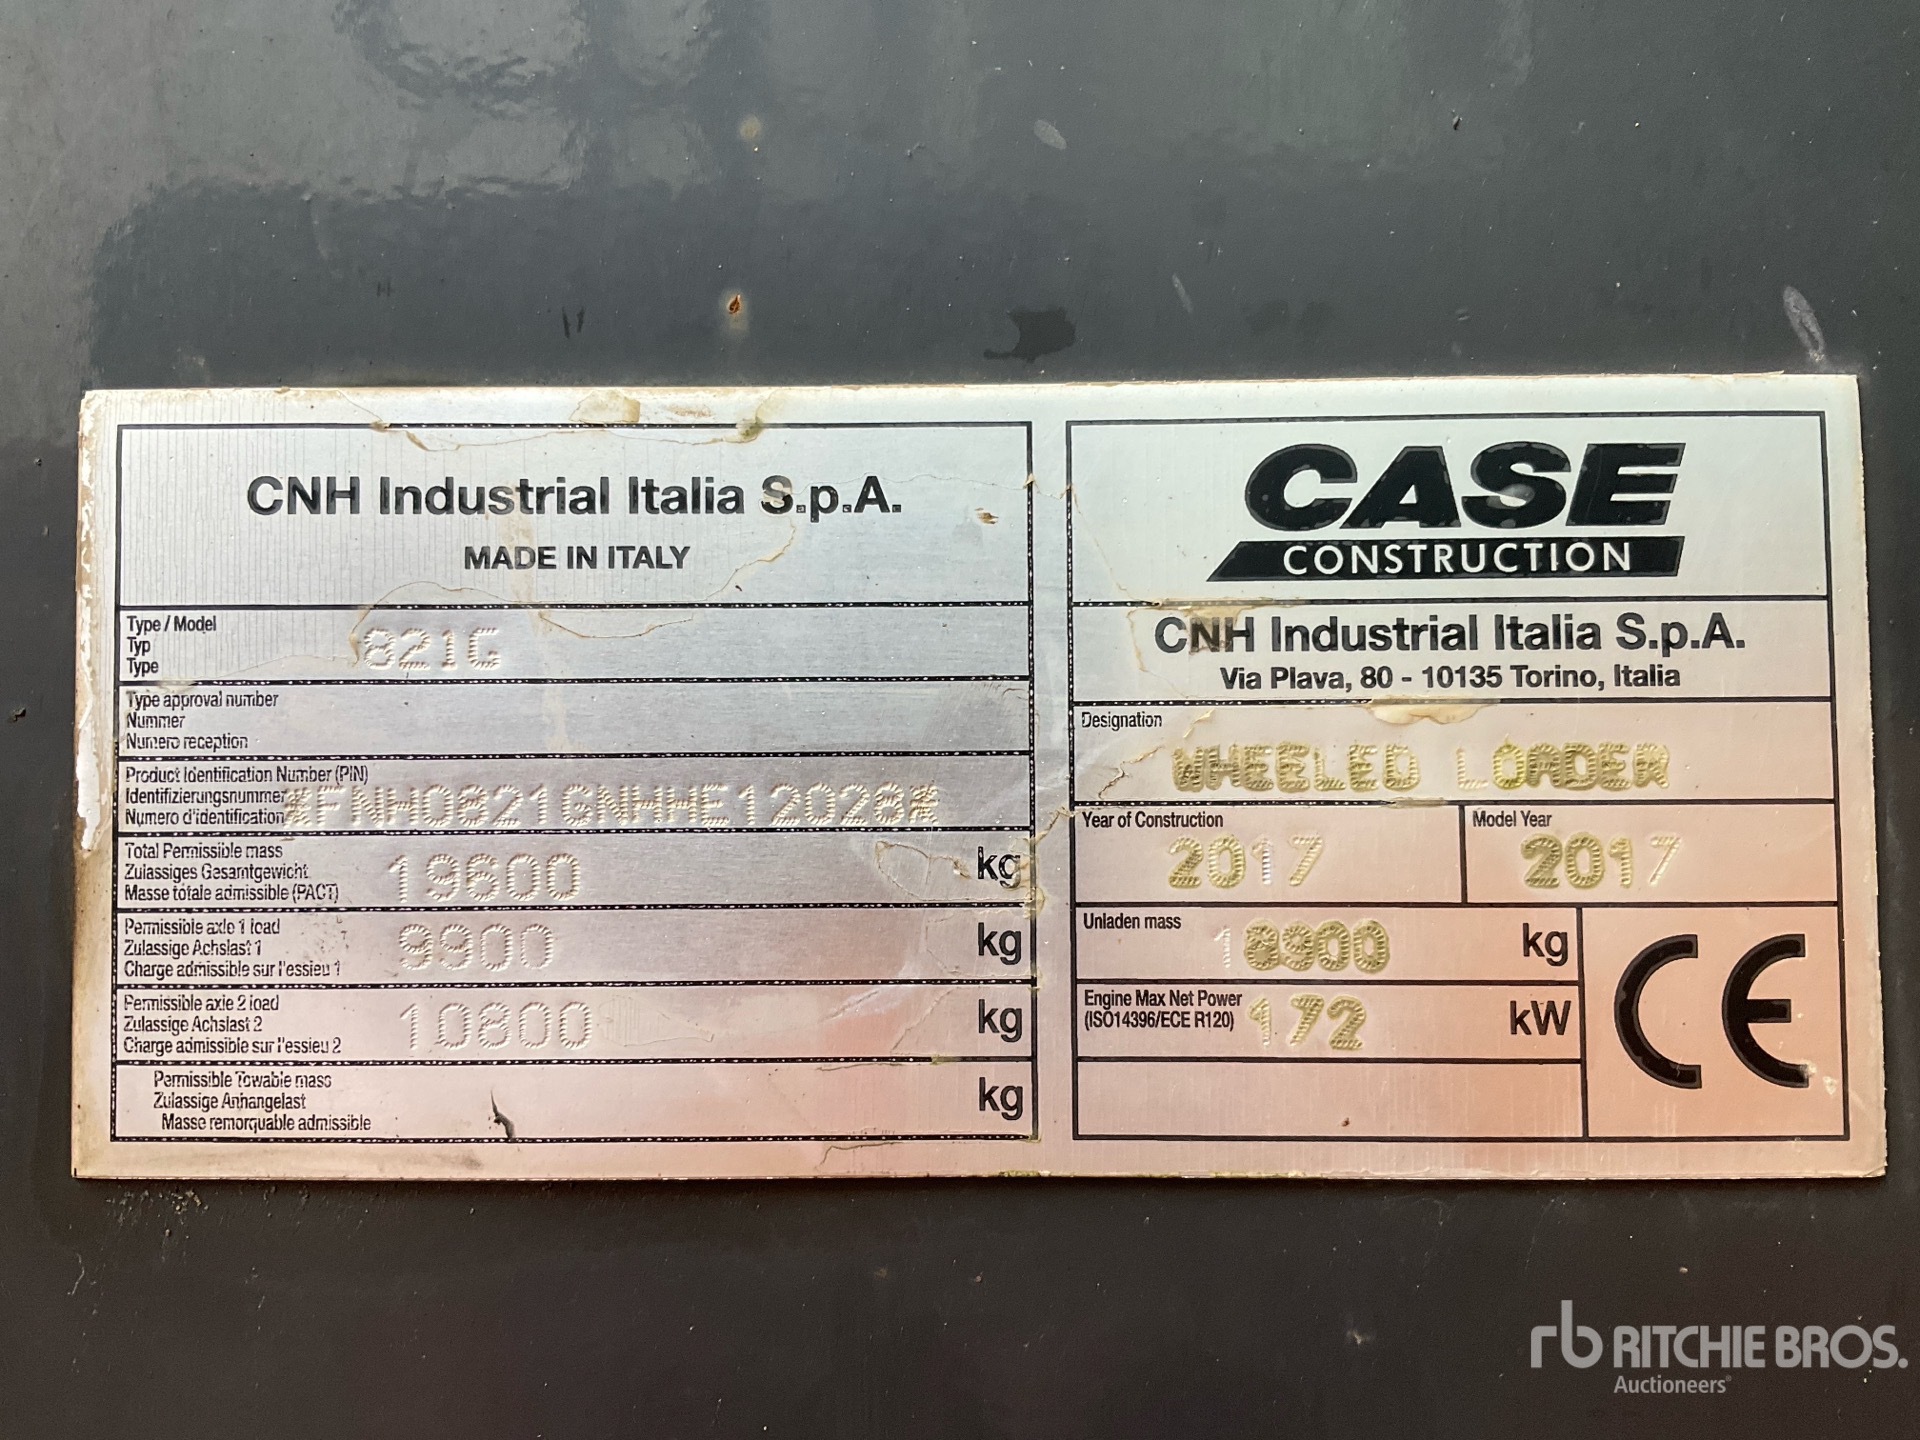 CNH Industrial Italia S.p.A.
MADE IN ITALY
Type / Model
Typ
Type
821G
Type approval number
Nummer
Numero reception
Product Identification Number (PIN)
Identifizierungsnummer
Numero d'identification
*FNH0821GNHHE12028*
Total Permissible mass
Zulassiges Gesamtgewicht
Masse totale admissible (PACT)
19600
kg
Permissible axle 1 load
Zulassige Achslast 1
Charge admissible sur l'essieu 1
9900
kg
Permissible axle 2 load
Zulassige Achslast 2
Charge admissible sur l'essieu 2
10800
kg
Permissible Towable mass
Zulassige Anhangelast
Masse remorquable admissible
kg
CASE
CONSTRUCTION
CNH Industrial Italia S.p.A.
Via Plava, 80 - 10135 Torino, Italia
Designation
WHEELED LOADER
Year of Construction
2017
Model Year
2017
Unladen mass
18900
kg
Engine Max Net Power
(ISO14396/ECE R120)
172
kW
CE
rb RITCHIE BROS.
Auctioneers®